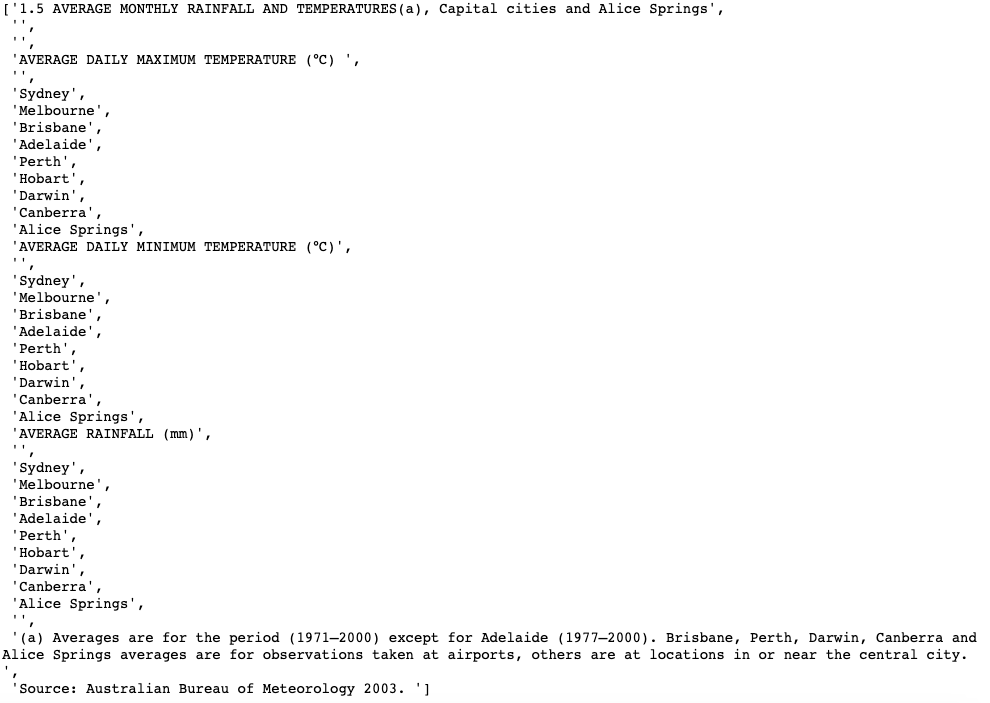 ['1.5 AVERAGE MONTHLY RAINFALL AND TEMPERATURES(a), Capital cities and Alice Springs',
'',
'',
'AVERAGE DAILY MAXIMUM TEMPERATURE (°C) ',
'',
'Sydney',
'Melbourne',
'Brisbane',
'Adelaide',
'Perth',
'Hobart',
'Darwin',
'Canberra',
'Alice Springs',
'AVERAGE DAILY MINIMUM TEMPERATURE (°C)',
'',
'Sydney',
'Melbourne',
'Brisbane',
'Adelaide',
'Perth',
'Hobart',
'Darwin',
'Canberra',
'Alice Springs',
'AVERAGE RAINFALL (mm)',
'',
'Sydney',
'Melbourne',
'Brisbane',
'Adelaide',
'Perth',
'Hobart',
'Darwin',
'Canberra',
'Alice Springs',
'',
'(a) Averages are for the period (1971–2000) except for Adelaide (1977–2000). Brisbane, Perth, Darwin, Canberra and
Alice Springs averages are for observations taken at airports, others are at locations in or near the central city.
',
'Source: Australian Bureau of Meteorology 2003. ']